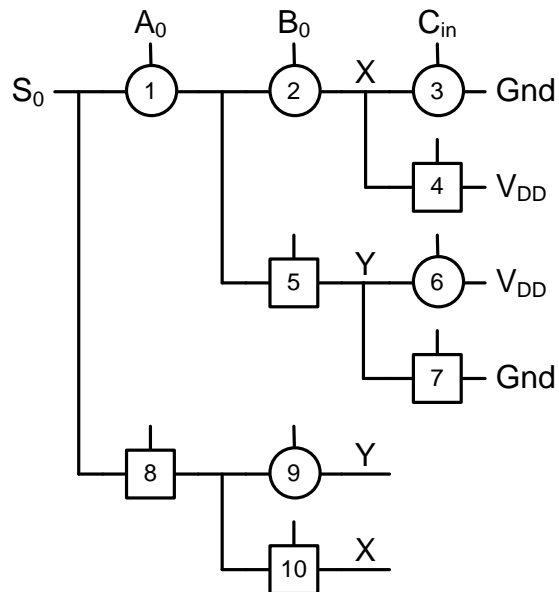 A0 B0 Cin
S0 1 2 X 3 Gnd
4 VDD
5 Y 6 VDD
7 Gnd
8 9 Y
10 X